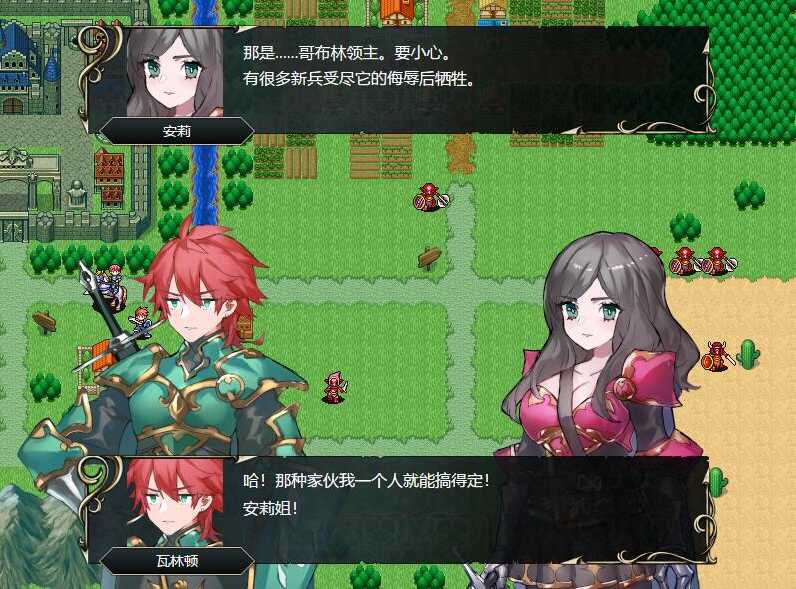 那是……哥布林领主。要小心。
有很多新兵受尽它的侮辱后牺牲。
安莉
哈！那种家伙我一个人就能搞得定！
安莉姐！
瓦林顿